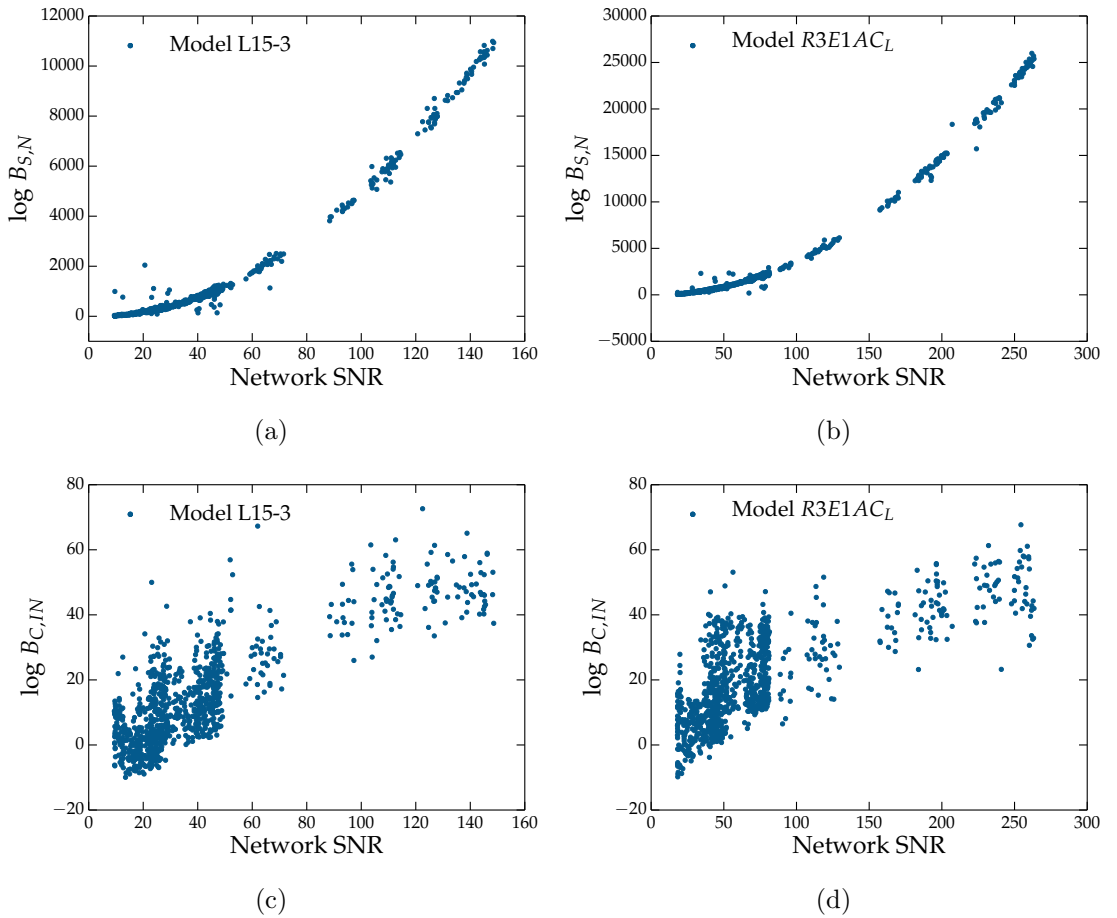 12000
10000
8000
6000
4000
2000
0
log B_{S,N}
Model L15-3
0 20 40 60 80 100 120 140 160
Network SNR
(a)
30000
25000
20000
15000
10000
5000
0
−5000
log B_{S,N}
Model R3E1AC_L
0 50 100 150 200 250 300
Network SNR
(b)
80
60
40
20
0
−20
log B_{C,IN}
Model L15-3
0 20 40 60 80 100 120 140 160
Network SNR
(c)
80
60
40
20
0
−20
log B_{C,IN}
Model R3E1AC_L
0 50 100 150 200 250 300
Network SNR
(d)